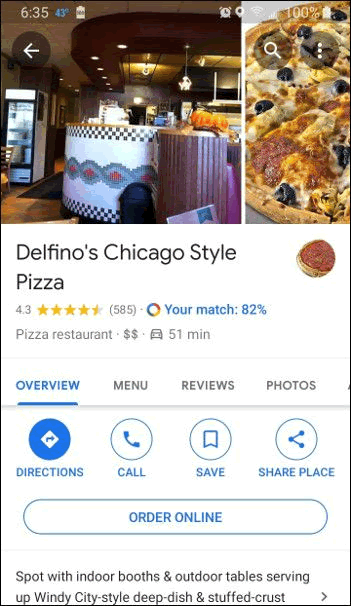 6:35 43° 100%
Delfino's Chicago Style
Pizza
4.3 (585) · Your match: 82%
Pizza restaurant · $$ · 51 min
OVERVIEW MENU REVIEWS PHOTOS
DIRECTIONS CALL SAVE SHARE PLACE
ORDER ONLINE
Spot with indoor booths & outdoor tables serving
up Windy City-style deep-dish & stuffed-crust